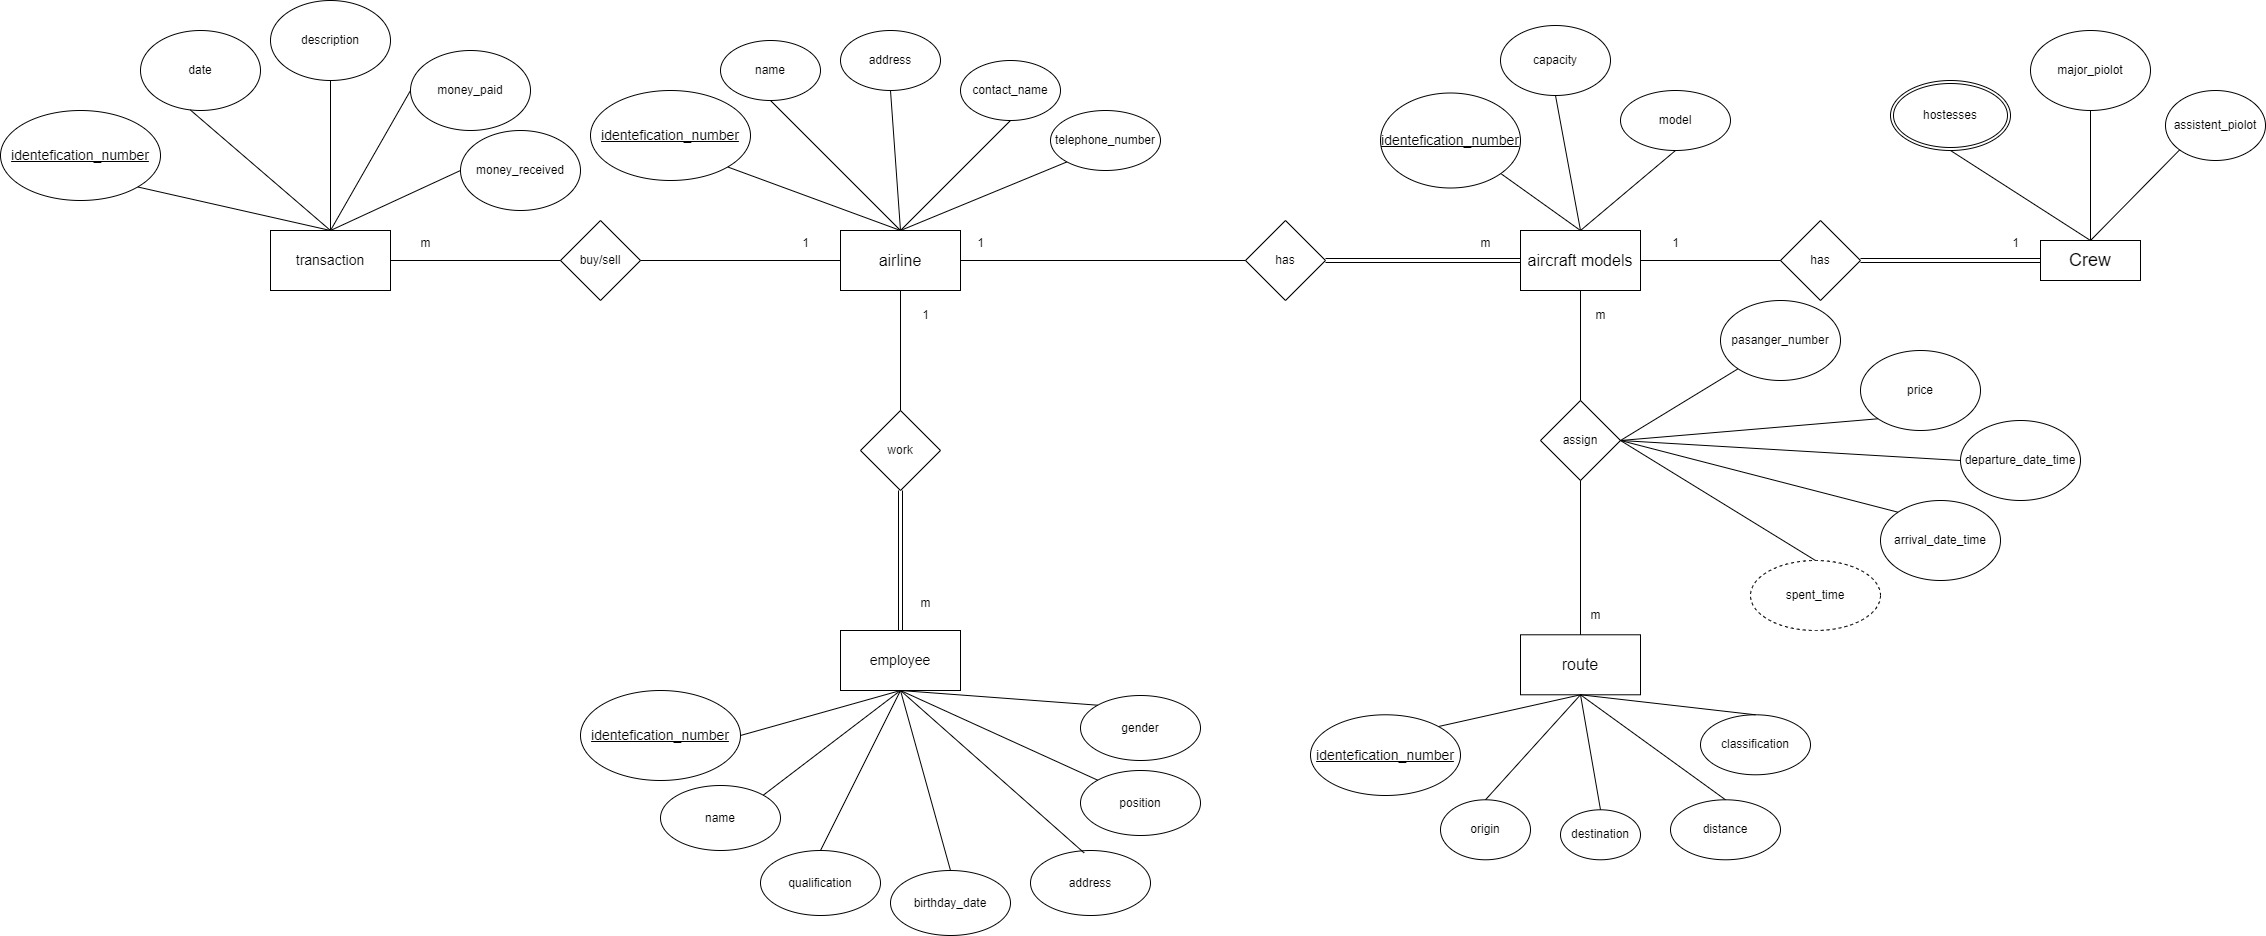 description
date
money_paid
identefication_number
money_received
transaction
m
buy/sell
1
name
address
contact_name
identefication_number
telephone_number
airline
1
has
m
capacity
model
identefication_number
aircraft models
1
has
1
major_piolot
hostesses
assistent_piolot
Crew
1
work
m
employee
identefication_number
name
qualification
birthday_date
address
position
gender
m
assign
pasanger_number
price
departure_date_time
arrival_date_time
spent_time
m
route
identefication_number
origin
destination
distance
classification